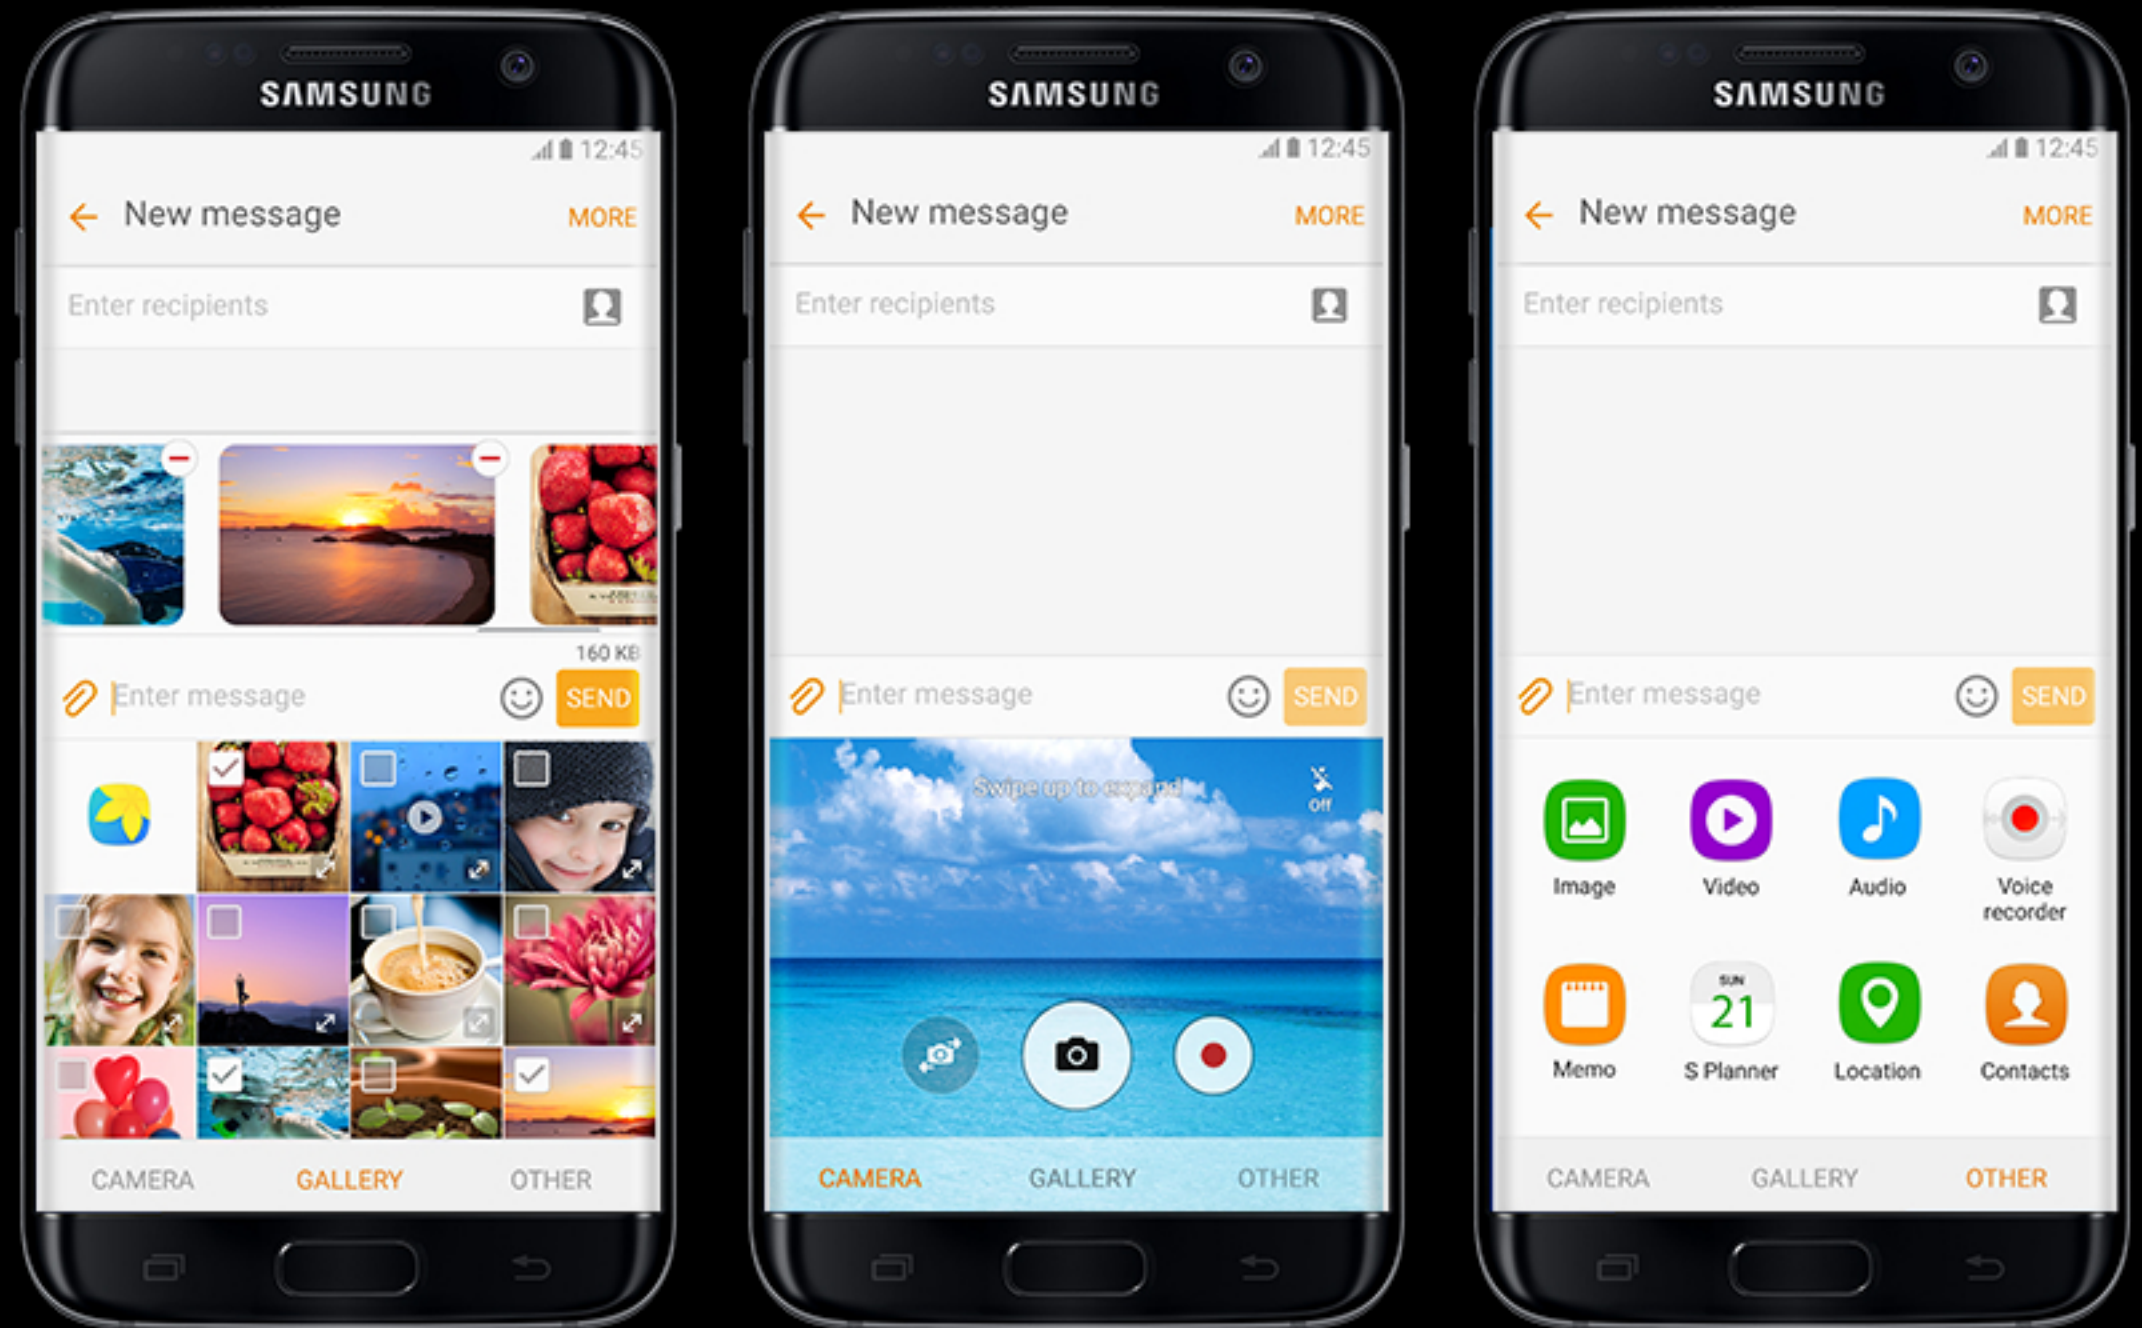 SAMSUNG
12:45
New message
MORE
Enter recipients
160 KB
Enter message
SEND
CAMERA
GALLERY
OTHER
SAMSUNG
12:45
New message
MORE
Enter recipients
Enter message
SEND
Swipe up to expand
Off
CAMERA
GALLERY
OTHER
SAMSUNG
12:45
New message
MORE
Enter recipients
Enter message
SEND
Image
Video
Audio
Voice
recorder
SUN
21
Memo
S Planner
Location
Contacts
CAMERA
GALLERY
OTHER